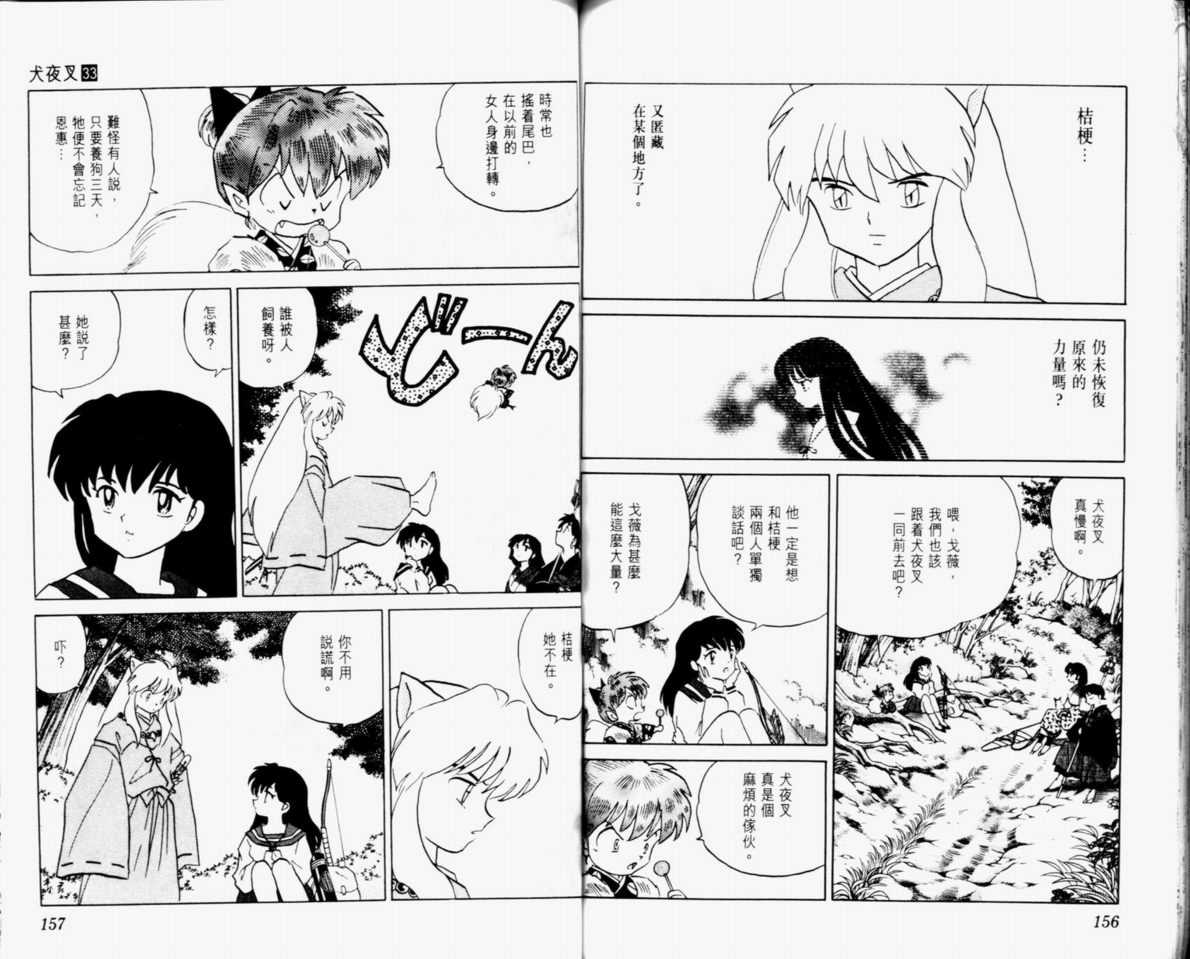 桔梗…
又匿藏
在某個地方了。
仍未恢復
原來的
力量嗎？
犬夜叉
真慢啊。
喂，戈薇，
我們也該
跟着犬夜叉
一同前去吧？
他一定是想
和桔梗
兩個人單獨
談話吧？
戈薇為甚麼
能這麼大量？
犬夜叉
真是個
麻煩的傢伙。
156
犬夜叉33
時常也
搖着尾巴，
在以前的
女人身邊打轉。
難怪有人說，
只要養狗三天，
牠便不會忘記
恩惠…
どーん
誰被人
飼養呀。
怎樣？
她說了
甚麼？
桔梗
她不在。
你不用
說謊啊。
吓？
157